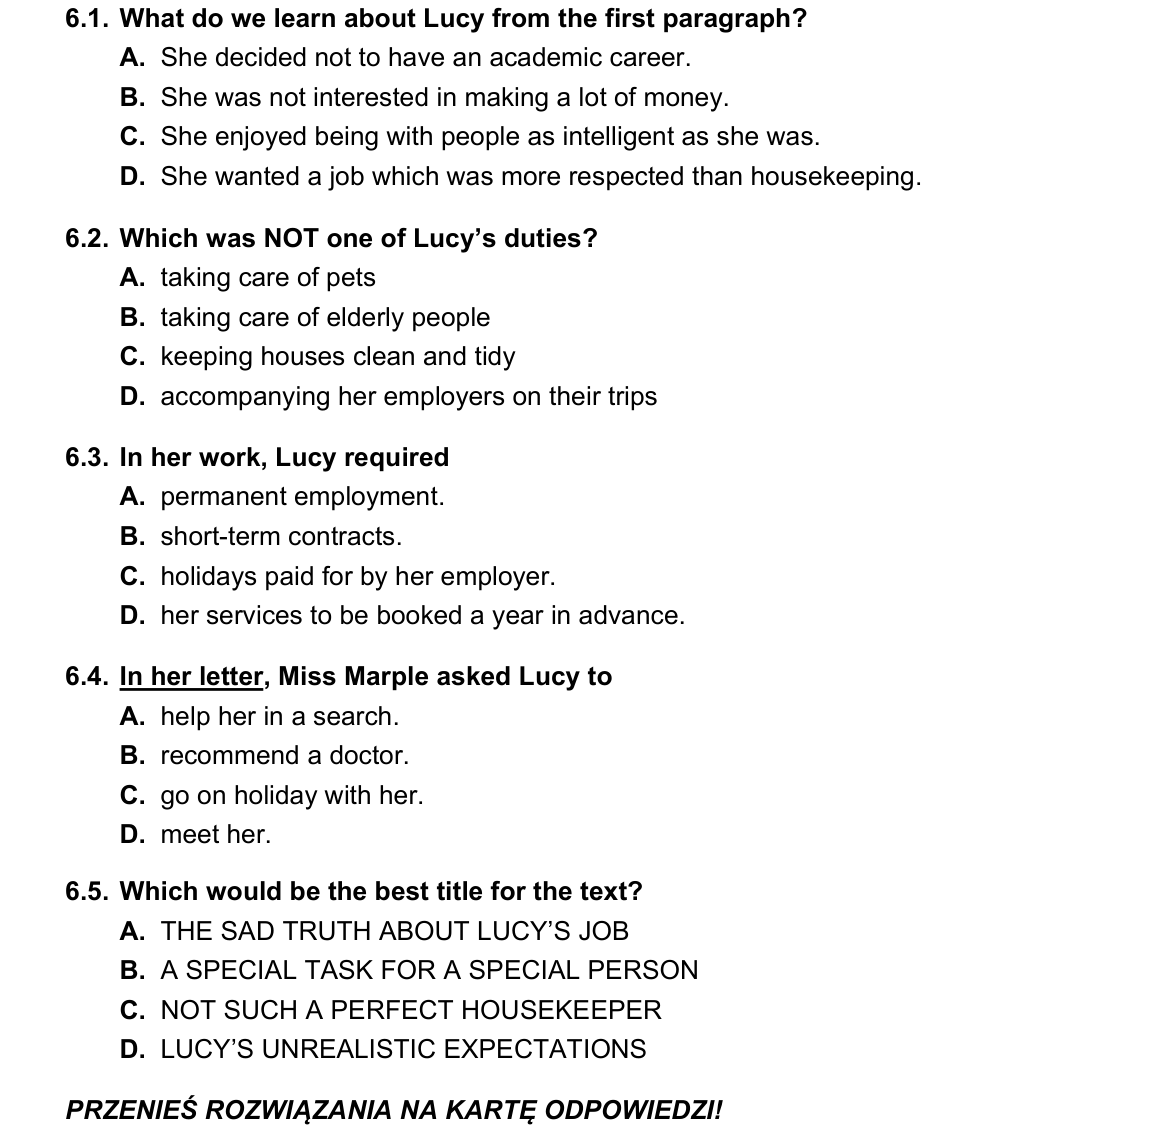 6.1. What do we learn about Lucy from the first paragraph?
A. She decided not to have an academic career.
B. She was not interested in making a lot of money.
C. She enjoyed being with people as intelligent as she was.
D. She wanted a job which was more respected than housekeeping.
6.2. Which was NOT one of Lucy’s duties?
A. taking care of pets
B. taking care of elderly people
C. keeping houses clean and tidy
D. accompanying her employers on their trips
6.3. In her work, Lucy required
A. permanent employment.
B. short-term contracts.
C. holidays paid for by her employer.
D. her services to be booked a year in advance.
6.4. In her letter, Miss Marple asked Lucy to
A. help her in a search.
B. recommend a doctor.
C. go on holiday with her.
D. meet her.
6.5. Which would be the best title for the text?
A. THE SAD TRUTH ABOUT LUCY’S JOB
B. A SPECIAL TASK FOR A SPECIAL PERSON
C. NOT SUCH A PERFECT HOUSEKEEPER
D. LUCY’S UNREALISTIC EXPECTATIONS
PRZENIEŚ ROZWIĄZANIA NA KARTĘ ODPOWIEDZI!